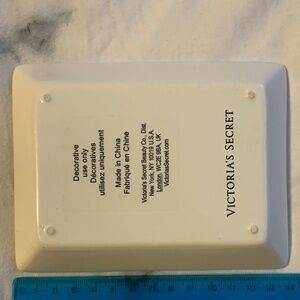 Decorative
use only
Décoratives
utilisez uniquement
Made in China
Fabriqué en Chine
Victoria's Secret Beauty Co., Dist.
New York, NY 10019 U.S.A.
London, WC2E 9RA, UK
VictoriasSecret.com
VICTORIA'S SECRET